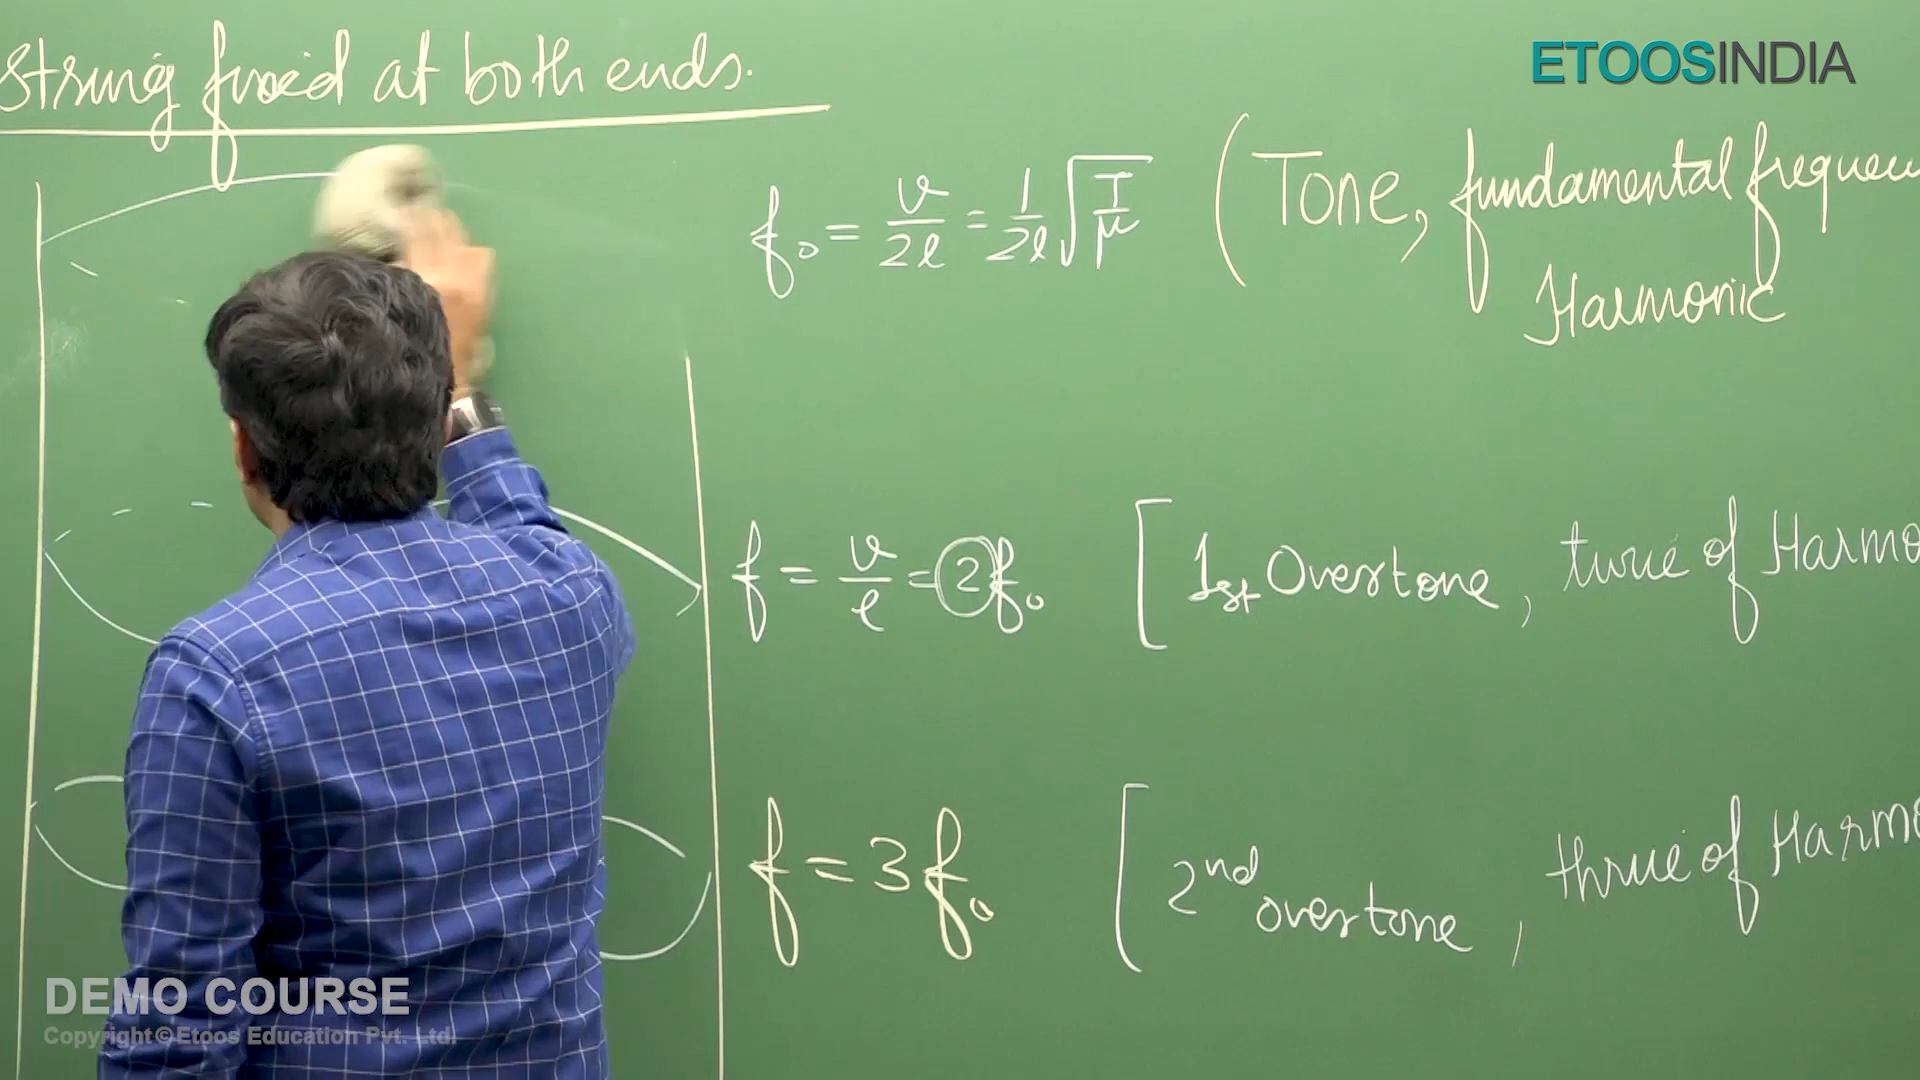 String fixed at both ends.
ETOOSINDIA
f₀ = v/2l = 1/2l √T/μ (Tone, fundamental frequen
Harmonic
f = v/l = 2f₀ [1st Overtone, twice of Harmo
f = 3f₀ [2nd overtone, thrice of Harmo
DEMO COURSE
Copyright © Etoos Education Pvt. Ltd.